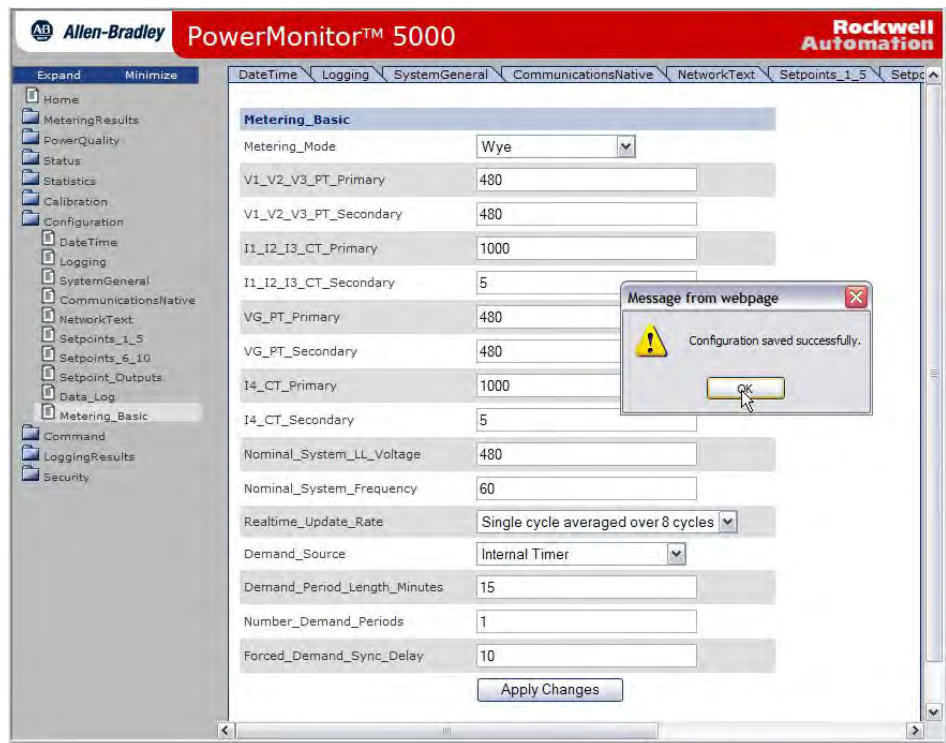 AB Allen-Bradley PowerMonitor™ 5000 Rockwell Automation
Expand Minimize
Home
MeteringResults
PowerQuality
Status
Statistics
Calibration
Configuration
DateTime
Logging
SystemGeneral
CommunicationsNative
NetworkText
Setpoints_1_5
Setpoints_6_10
Setpoint_Outputs
Data_Log
Metering_Basic
Command
LoggingResults
Security
DateTime Logging SystemGeneral CommunicationsNative NetworkText Setpoints_1_5 Setpo
Metering_Basic
Metering_Mode Wye
V1_V2_V3_PT_Primary 480
V1_V2_V3_PT_Secondary 480
I1_I2_I3_CT_Primary 1000
I1_I2_I3_CT_Secondary 5
VG_PT_Primary 480
VG_PT_Secondary 480
I4_CT_Primary 1000
I4_CT_Secondary 5
Nominal_System_LL_Voltage 480
Nominal_System_Frequency 60
Realtime_Update_Rate Single cycle averaged over 8 cycles
Demand_Source Internal Timer
Demand_Period_Length_Minutes 15
Number_Demand_Periods 1
Forced_Demand_Sync_Delay 10
Apply Changes
Message from webpage
Configuration saved successfully.
OK